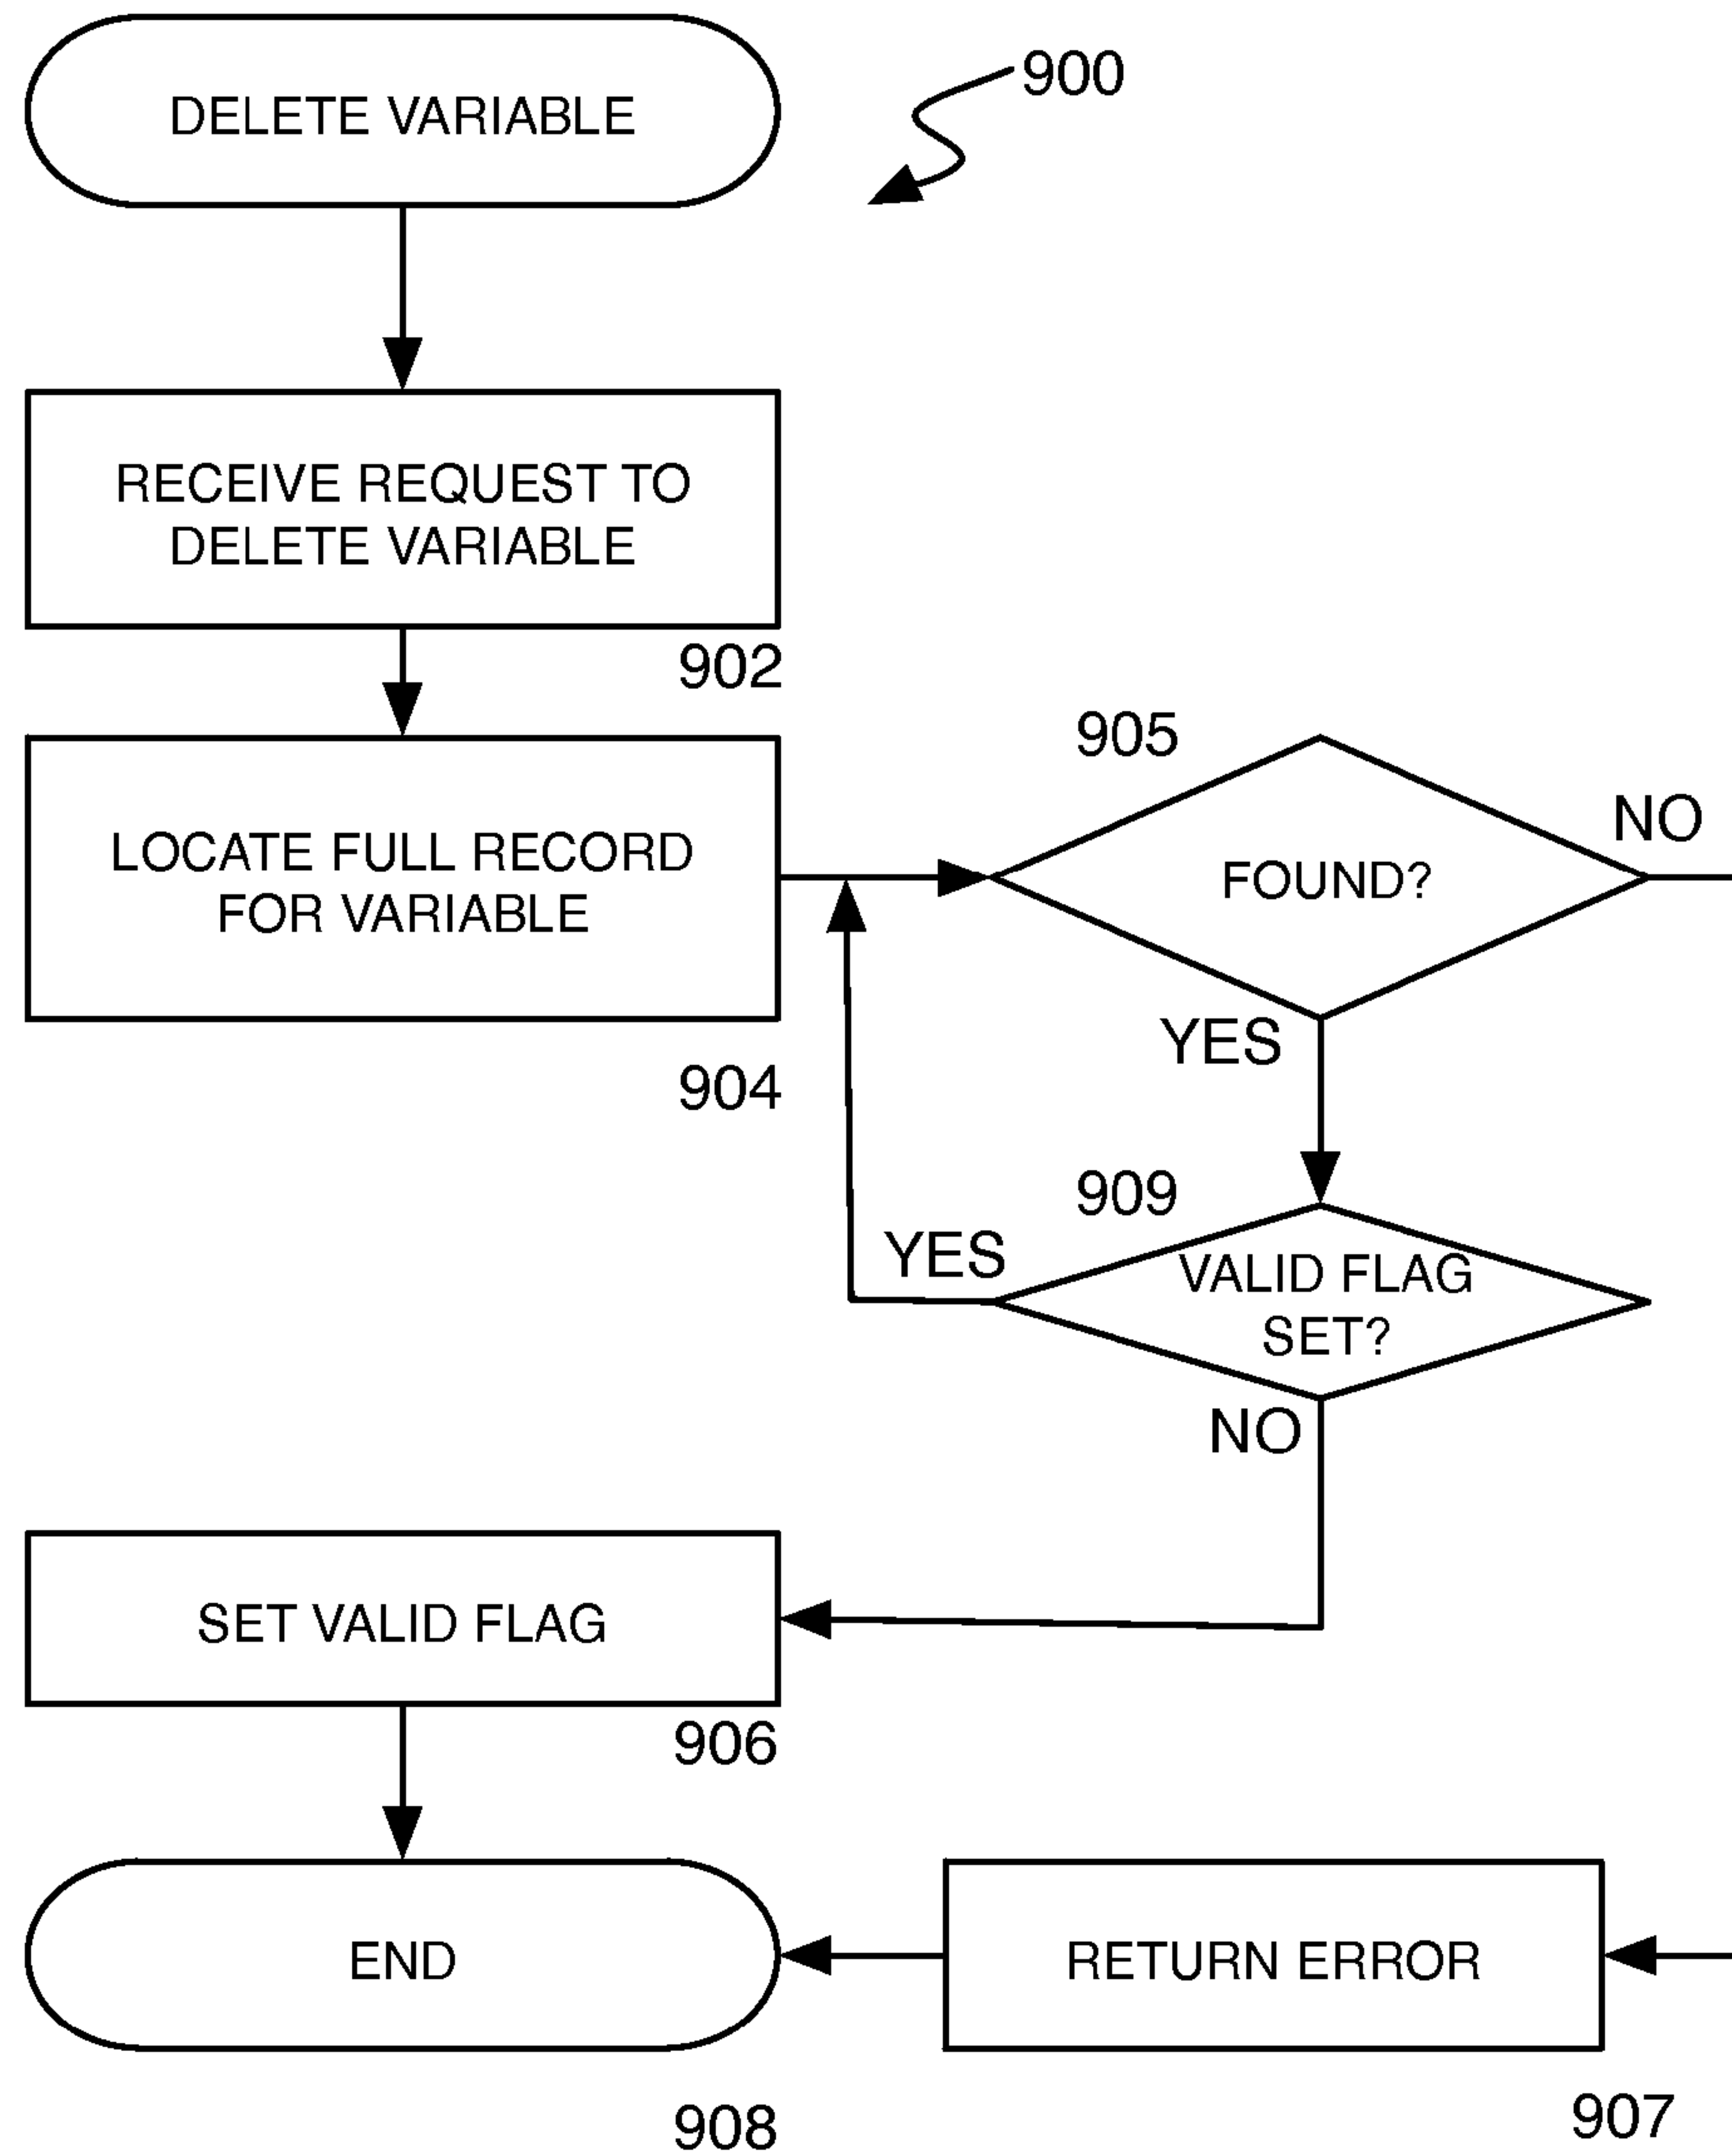 DELETE VARIABLE
900
RECEIVE REQUEST TO
DELETE VARIABLE
902
LOCATE FULL RECORD
FOR VARIABLE
904
905
FOUND?
NO
YES
909
VALID FLAG
SET?
YES
NO
SET VALID FLAG
906
END
908
RETURN ERROR
907